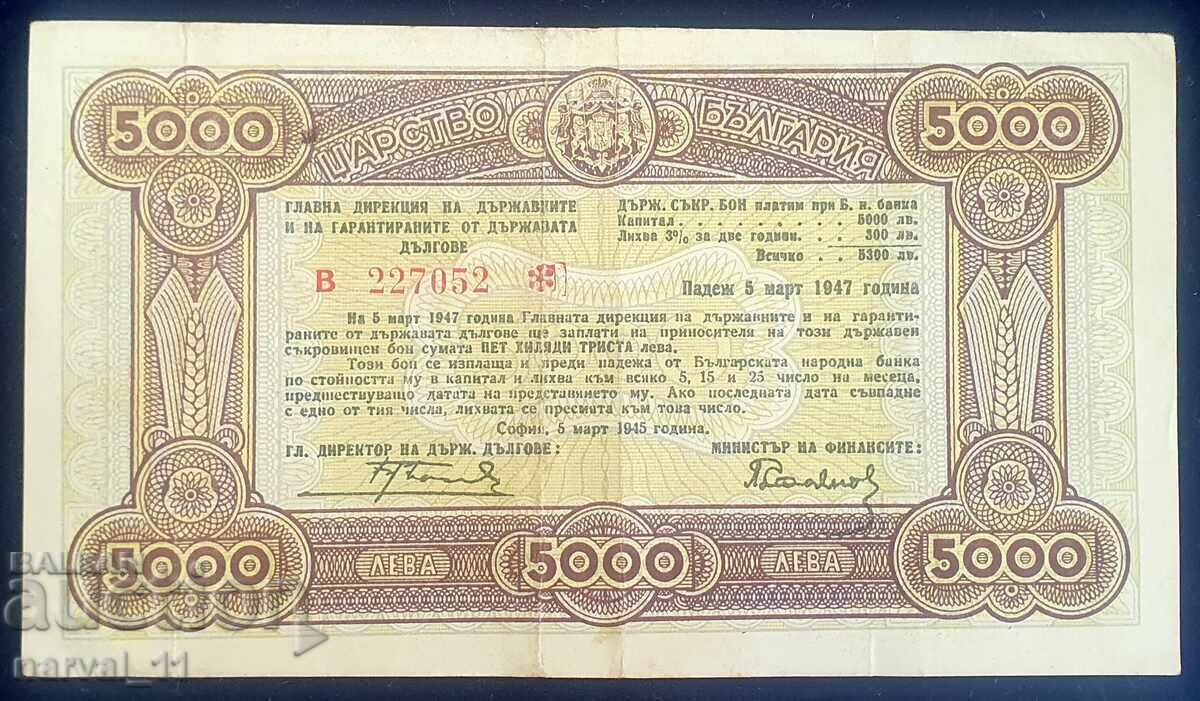 5000
ЦАРСТВО БЪЛГАРИЯ
5000
ГЛАВНА ДИРЕКЦИЯ НА ДЪРЖАВНИТЕ
И НА ГАРАНТИРАНИТЕ ОТ ДЪРЖАВАТА
ДЪЛГОВЕ
В 227052
ДЪРЖ. СЪКР. БОН платим при Б. н. банка
Капитал . . . . . . . . . . 5000 лв.
Лихва 3% за две години. . . 300 лв.
Всичко . . 5300 лв.
Падеж 5 март 1947 година
На 5 март 1947 година Главната дирекция на държавните и на гаранти-
раните от държавата дългове ще заплати на приносителя на този държавен
съкровищен бон сумата ПЕТ ХИЛЯДИ ТРИСТА лева.
Този бон се изплаща и преди падежа от Българската народна банка
по стойността му в капитал и лихва към всяко 5, 15 и 25 число на месеца,
предшествуващо датата на представянето му. Ако последната дата съвпадне
с едно от тия числа, лихвата се пресмята към това число.
София, 5 март 1945 година.
ГЛ. ДИРЕКТОР НА ДЪРЖ. ДЪЛГОВЕ:
МИНИСТЪР НА ФИНАНСИТЕ:
5000
ЛЕВА
5000
ЛЕВА
5000
BALKAN
auction
narval_11